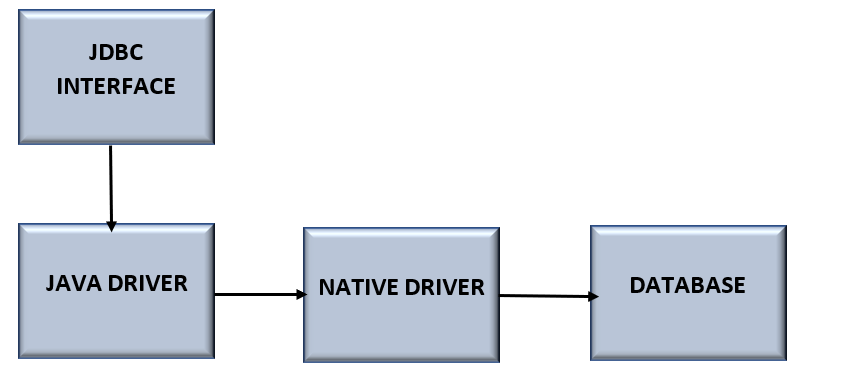 JDBC
INTERFACE
JAVA DRIVER
NATIVE DRIVER
DATABASE